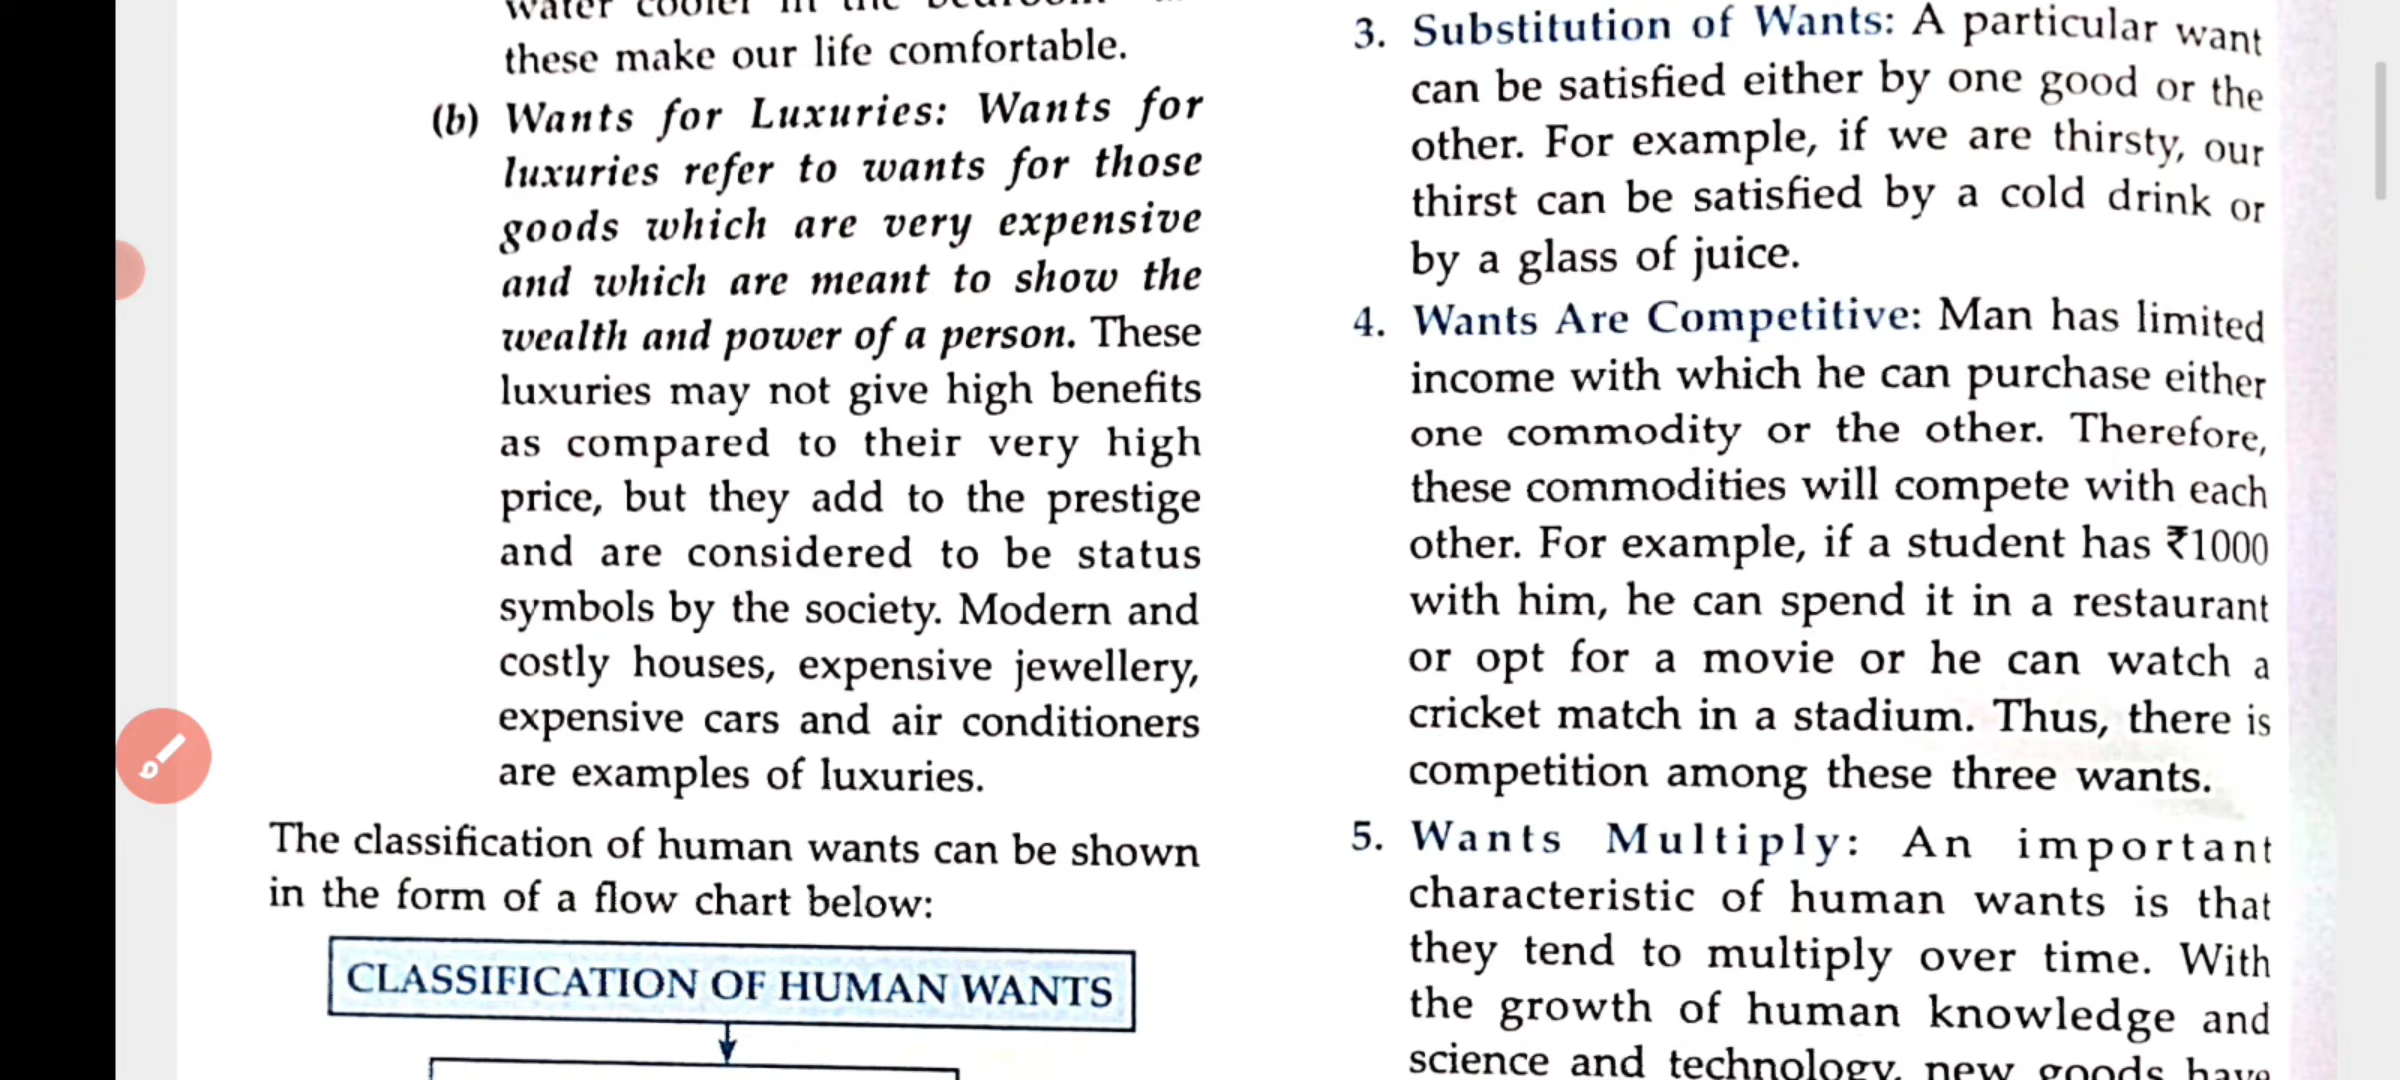 these make our life comfortable.
(b) Wants for Luxuries: Wants for
luxuries refer to wants for those
goods which are very expensive
and which are meant to show the
wealth and power of a person. These
luxuries may not give high benefits
as compared to their very high
price, but they add to the prestige
and are considered to be status
symbols by the society. Modern and
costly houses, expensive jewellery,
expensive cars and air conditioners
are examples of luxuries.
The classification of human wants can be shown
in the form of a flow chart below:
CLASSIFICATION OF HUMAN WANTS
3. Substitution of Wants: A particular want
can be satisfied either by one good or the
other. For example, if we are thirsty, our
thirst can be satisfied by a cold drink or
by a glass of juice.
4. Wants Are Competitive: Man has limited
income with which he can purchase either
one commodity or the other. Therefore,
these commodities will compete with each
other. For example, if a student has ₹1000
with him, he can spend it in a restaurant
or opt for a movie or he can watch a
cricket match in a stadium. Thus, there is
competition among these three wants.
5. Wants Multiply: An important
characteristic of human wants is that
they tend to multiply over time. With
the growth of human knowledge and
science and technology, new goods have